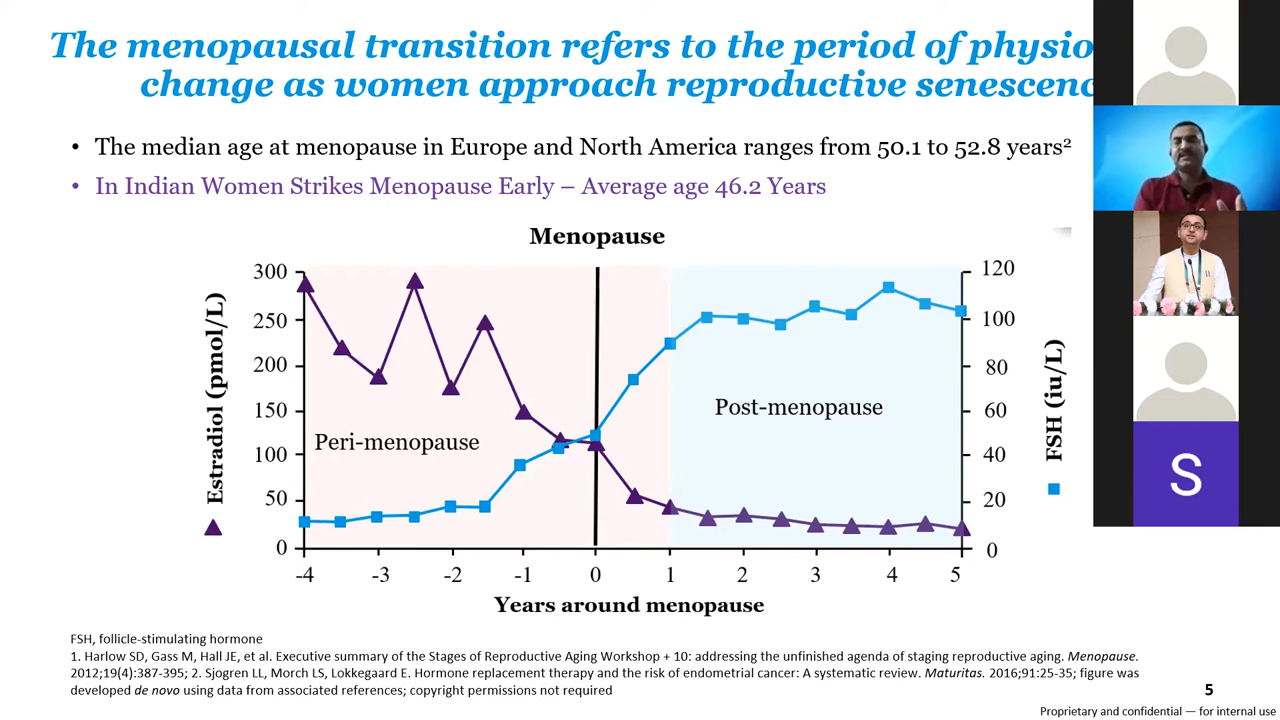 The menopausal transition refers to the period of physio
change as women approach reproductive senescenc
• The median age at menopause in Europe and North America ranges from 50.1 to 52.8 years²
• In Indian Women Strikes Menopause Early – Average age 46.2 Years
Menopause
300
250
200
150
100
50
0
Estradiol (pmol/L)
Peri-menopause
Post-menopause
120
100
80
60
40
20
0
FSH (iu/L)
-4 -3 -2 -1 0 1 2 3 4 5
Years around menopause
S
FSH, follicle-stimulating hormone
1. Harlow SD, Gass M, Hall JE, et al. Executive summary of the Stages of Reproductive Aging Workshop + 10: addressing the unfinished agenda of staging reproductive aging. Menopause.
2012;19(4):387-395; 2. Sjogren LL, Morch LS, Lokkegaard E. Hormone replacement therapy and the risk of endometrial cancer: A systematic review. Maturitas. 2016;91:25-35; figure was
developed de novo using data from associated references; copyright permissions not required
5
Proprietary and confidential — for internal use